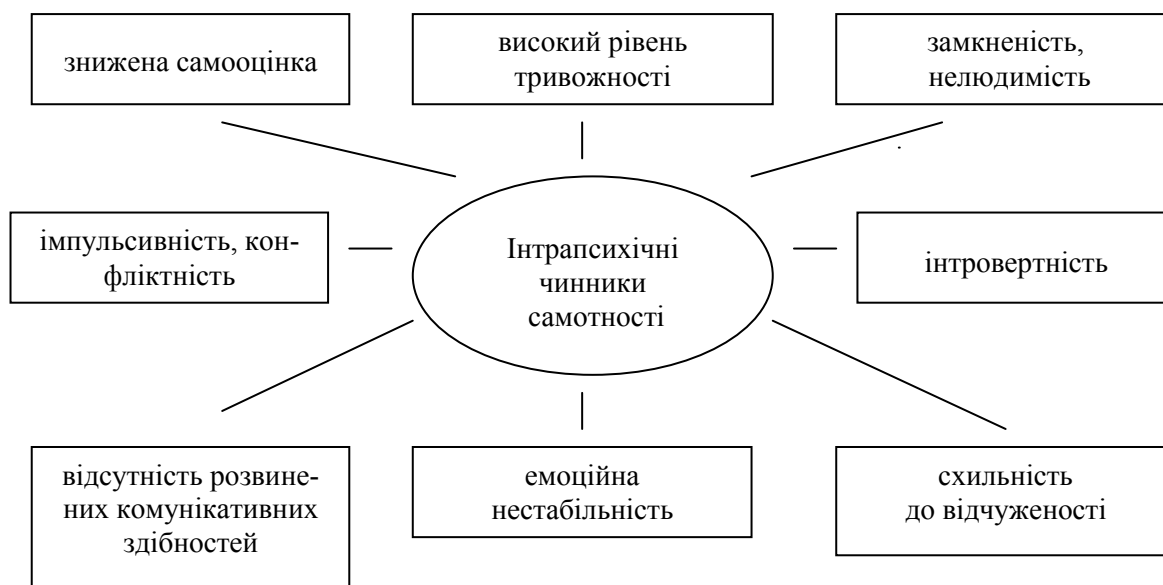 знижена самооцінка
високий рівень
тривожності
замкненість,
нелюдимість
імпульсивність, кон-
фліктність
Інтрапсихічні
чинники
самотності
інтровертність
відсутність розвине-
них комунікативних
здібностей
емоційна
нестабільність
схильність
до відчуженості